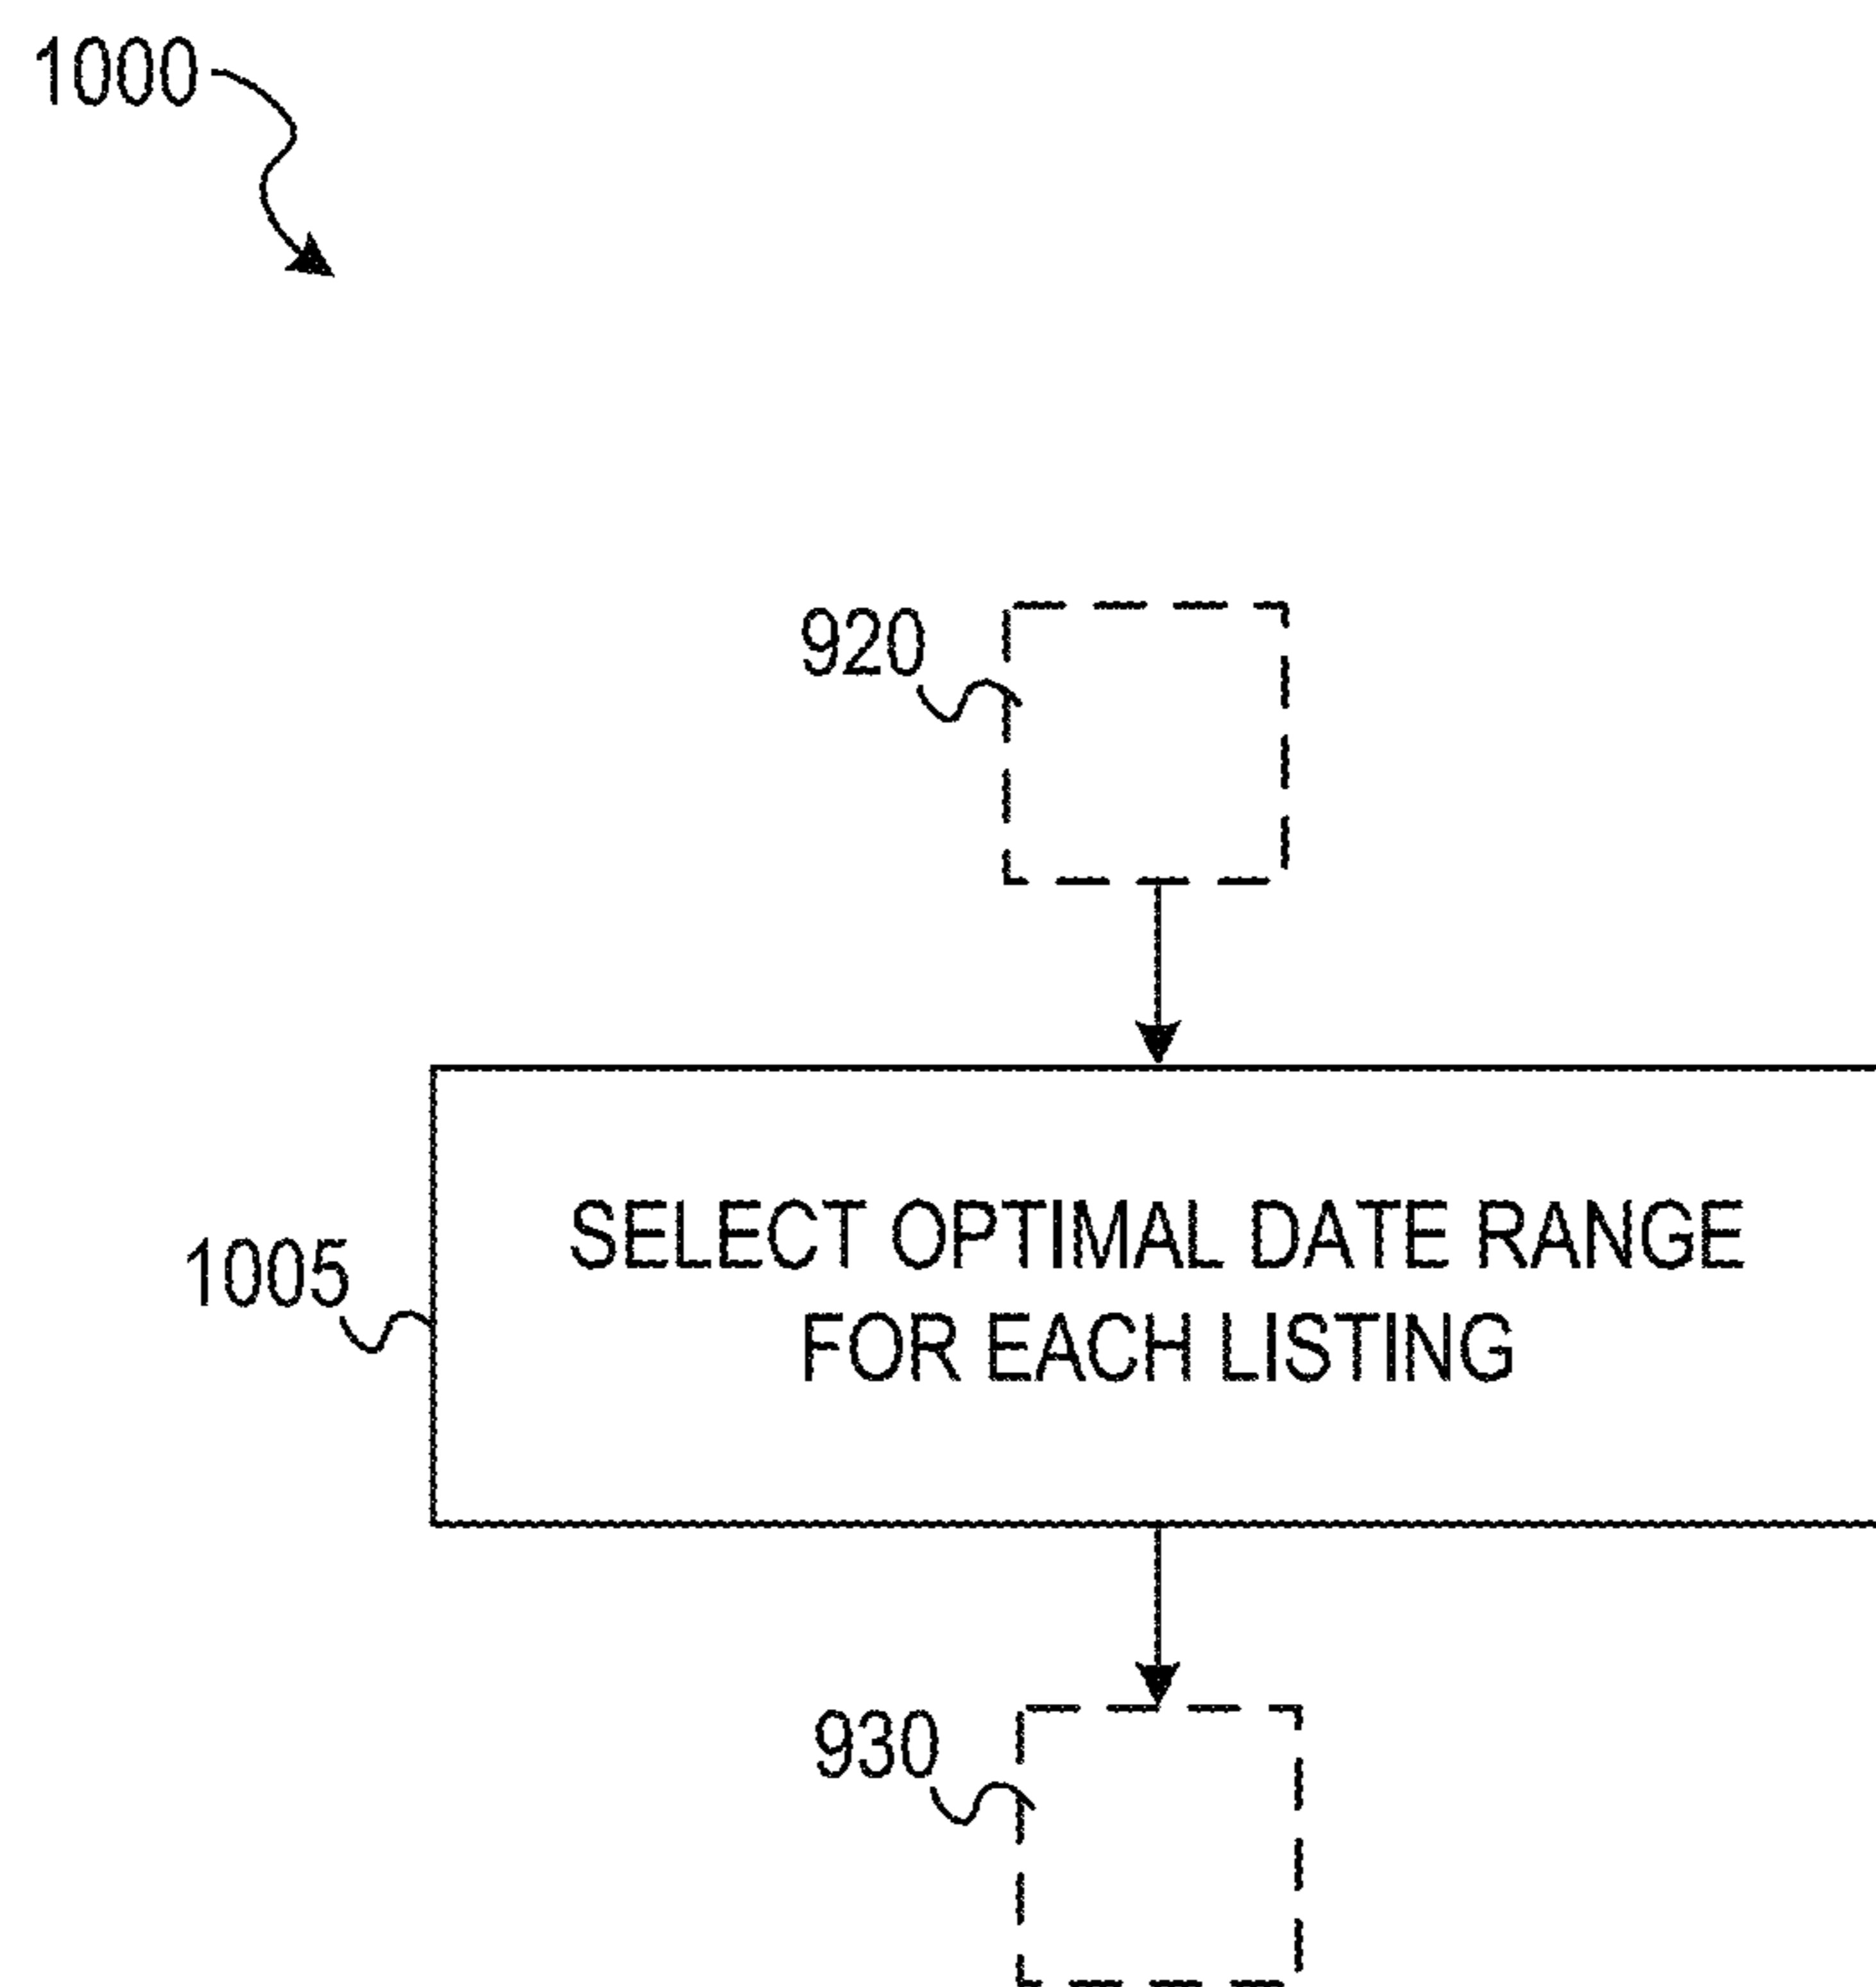 1000
920
SELECT OPTIMAL DATE RANGE
FOR EACH LISTING
1005
930